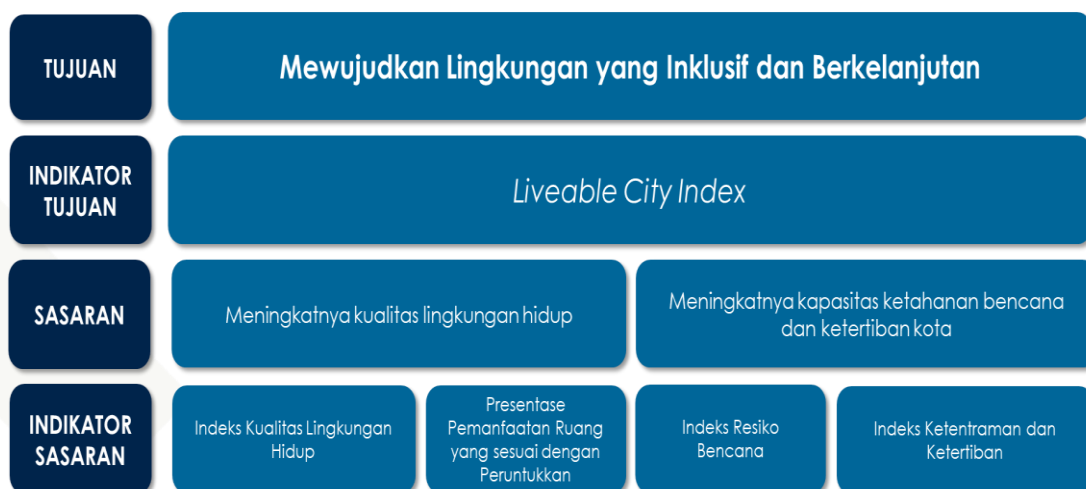 TUJUAN
Mewujudkan Lingkungan yang Inklusif dan Berkelanjutan
INDIKATOR
TUJUAN
Liveable City Index
SASARAN
Meningkatnya kualitas lingkungan hidup
Meningkatnya kapasitas ketahanan bencana
dan ketertiban kota
INDIKATOR
SASARAN
Indeks Kualitas Lingkungan
Hidup
Presentase
Pemanfaatan Ruang
yang sesuai dengan
Peruntukkan
Indeks Resiko
Bencana
Indeks Ketentraman dan
Ketertiban